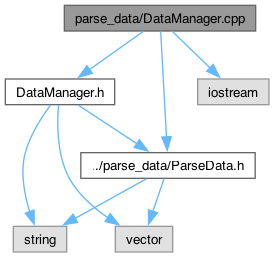 parse_data/DataManager.cpp
DataManager.h
iostream
../parse_data/ParseData.h
string
vector